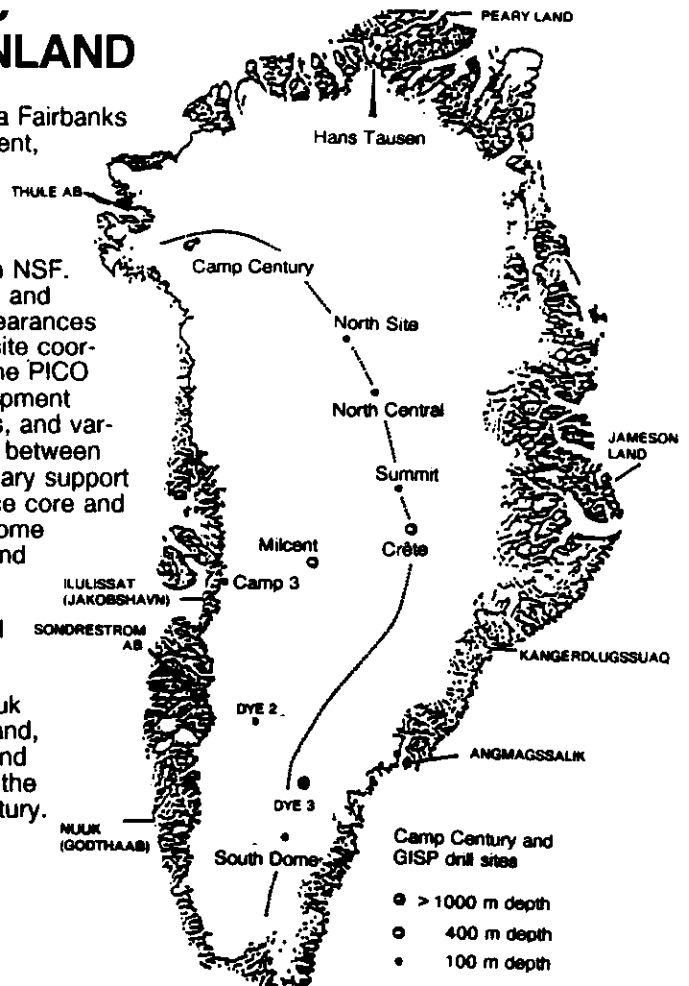 NLAND
a Fairbanks
ent,
NSF.
and
earances
site coor-
ne PICO
opment
s, and var-
between
ary support
ce core and
ome
nd
uk
and,
nd
the
tury.
PEARY LAND
Hans Tausen
THULE AB
Camp Century
North Site
North Central
JAMESON
LAND
Summit
Milcent
Crête
ILULISSAT
(JAKOBSHAVN)
Camp 3
SONDRESTROM
AB
KANGERDLUGSSUAQ
DYE 2
ANGMAGSSALIK
DYE 3
NUUK
(GODTHAAB)
South Dome
Camp Century and
GISP drill sites
> 1000 m depth
400 m depth
100 m depth